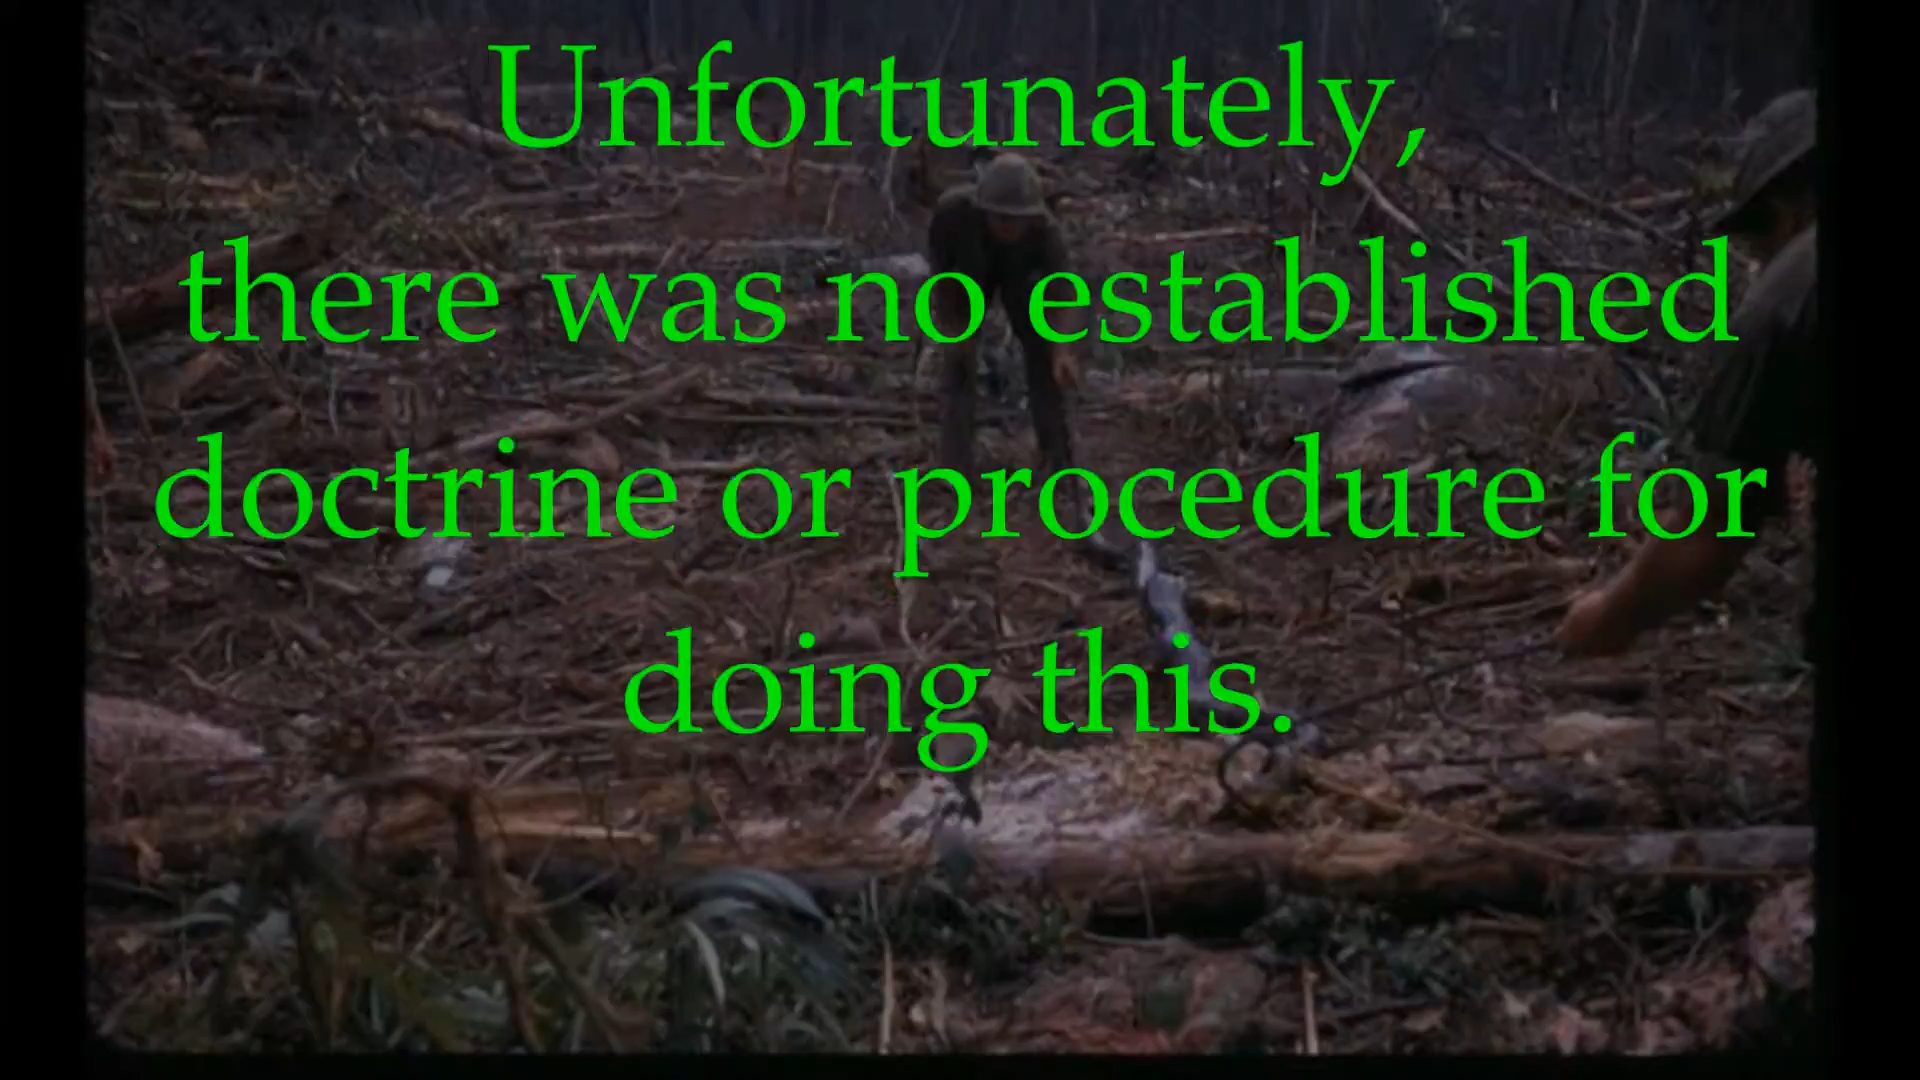 Unfortunately,
there was no established
doctrine or procedure for
doing this.